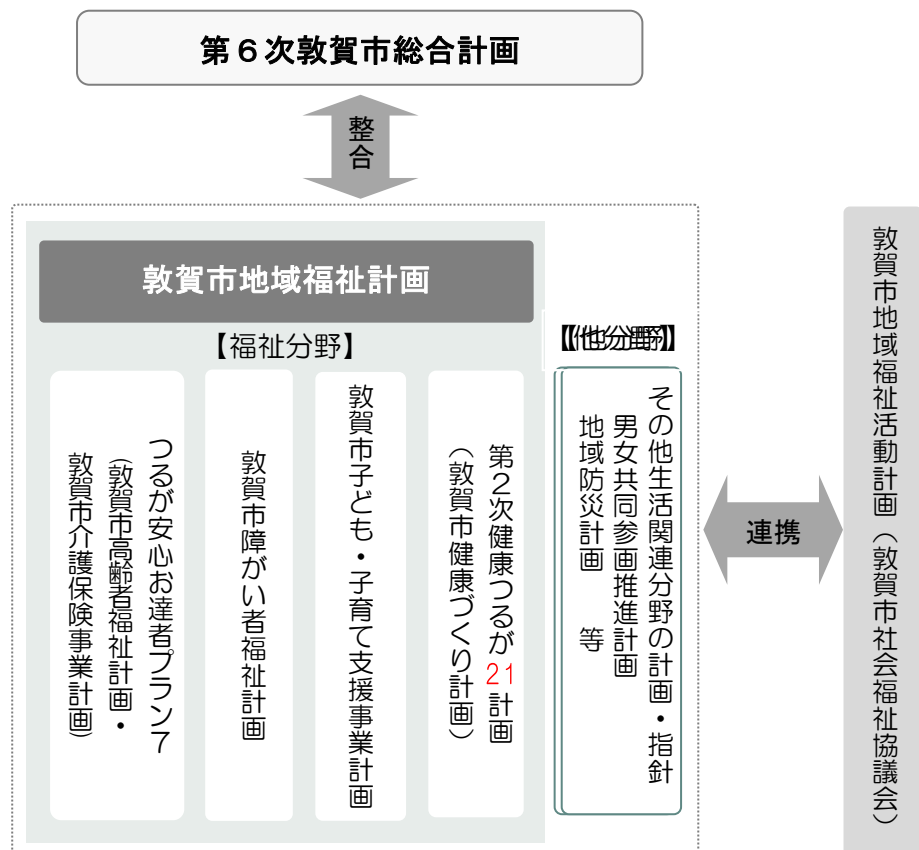 第６次敦賀市総合計画
整合
敦賀市地域福祉計画
【福祉分野】
つるが安心お達者プラン７
（敦賀市高齢者福祉計画・
敦賀市介護保険事業計画）
敦賀市障がい者福祉計画
敦賀市子ども・子育て支援事業計画
第２次健康つるが21計画
（敦賀市健康づくり計画）
【他分野】
その他生活関連分野の計画・指針
男女共同参画推進計画
地域防災計画　等
連携
敦賀市地域福祉活動計画（敦賀市社会福祉協議会）